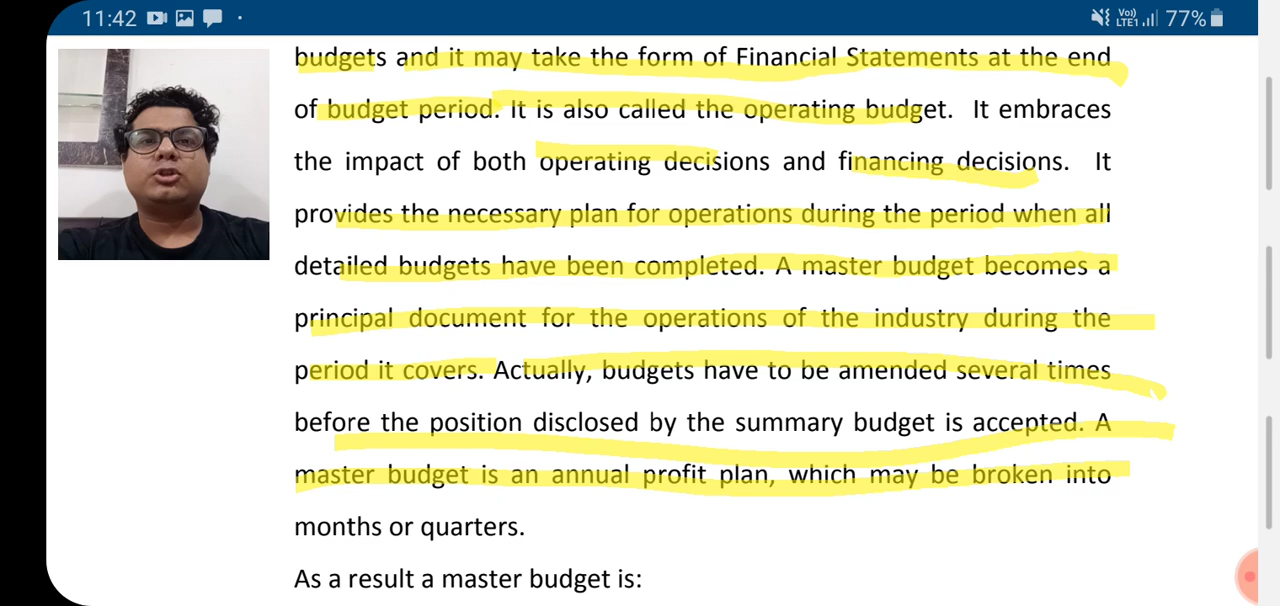 11:42
Vo)) LTE1 77%
budgets and it may take the form of Financial Statements at the end
of budget period. It is also called the operating budget. It embraces
the impact of both operating decisions and financing decisions. It
provides the necessary plan for operations during the period when all
detailed budgets have been completed. A master budget becomes a
principal document for the operations of the industry during the
period it covers. Actually, budgets have to be amended several times
before the position disclosed by the summary budget is accepted. A
master budget is an annual profit plan, which may be broken into
months or quarters.
As a result a master budget is: